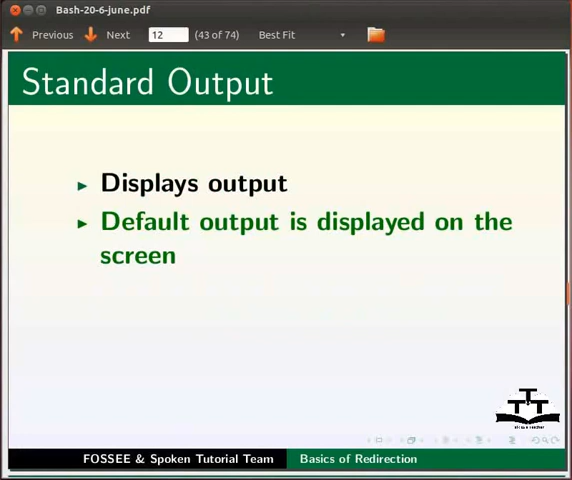 Bash-20-6-june.pdf
Previous Next 12 (43 of 74) Best Fit
Standard Output
Displays output
Default output is displayed on the
screen
FOSSEE & Spoken Tutorial Team Basics of Redirection